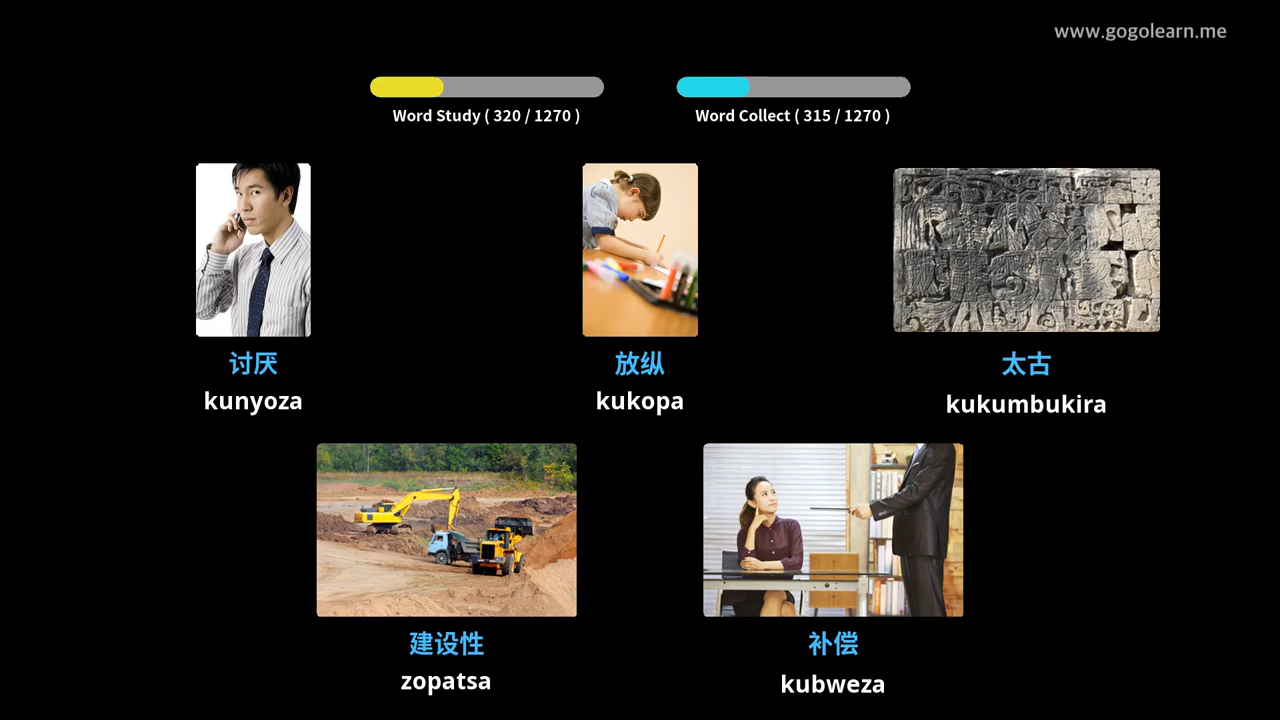 www.gogolearn.me
Word Study ( 320 / 1270 )
Word Collect ( 315 / 1270 )
讨厌
kunyoza
放纵
kukopa
太古
kukumbukira
建设性
zopatsa
补偿
kubweza